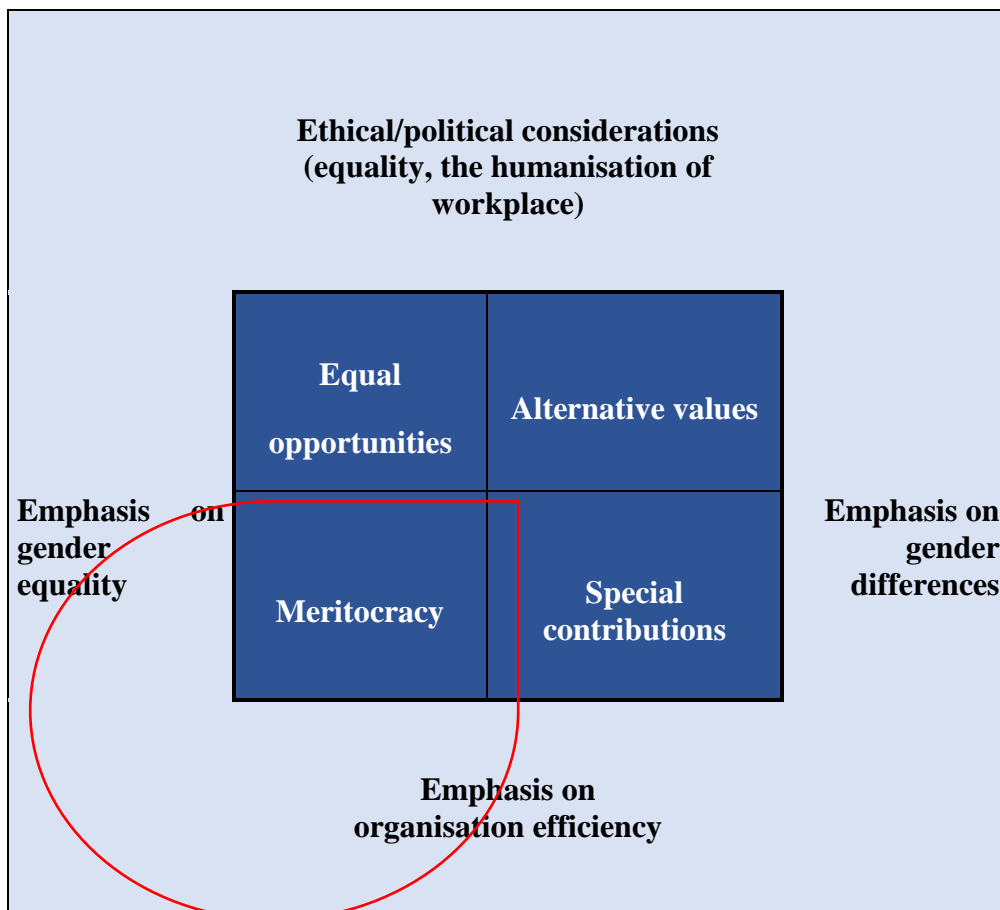 Ethical/political considerations
(equality, the humanisation of
workplace)
Equal
opportunities
Alternative values
Emphasis on
gender
equality
Meritocracy
Special
contributions
Emphasis on
gender
differences
Emphasis on
organisation efficiency